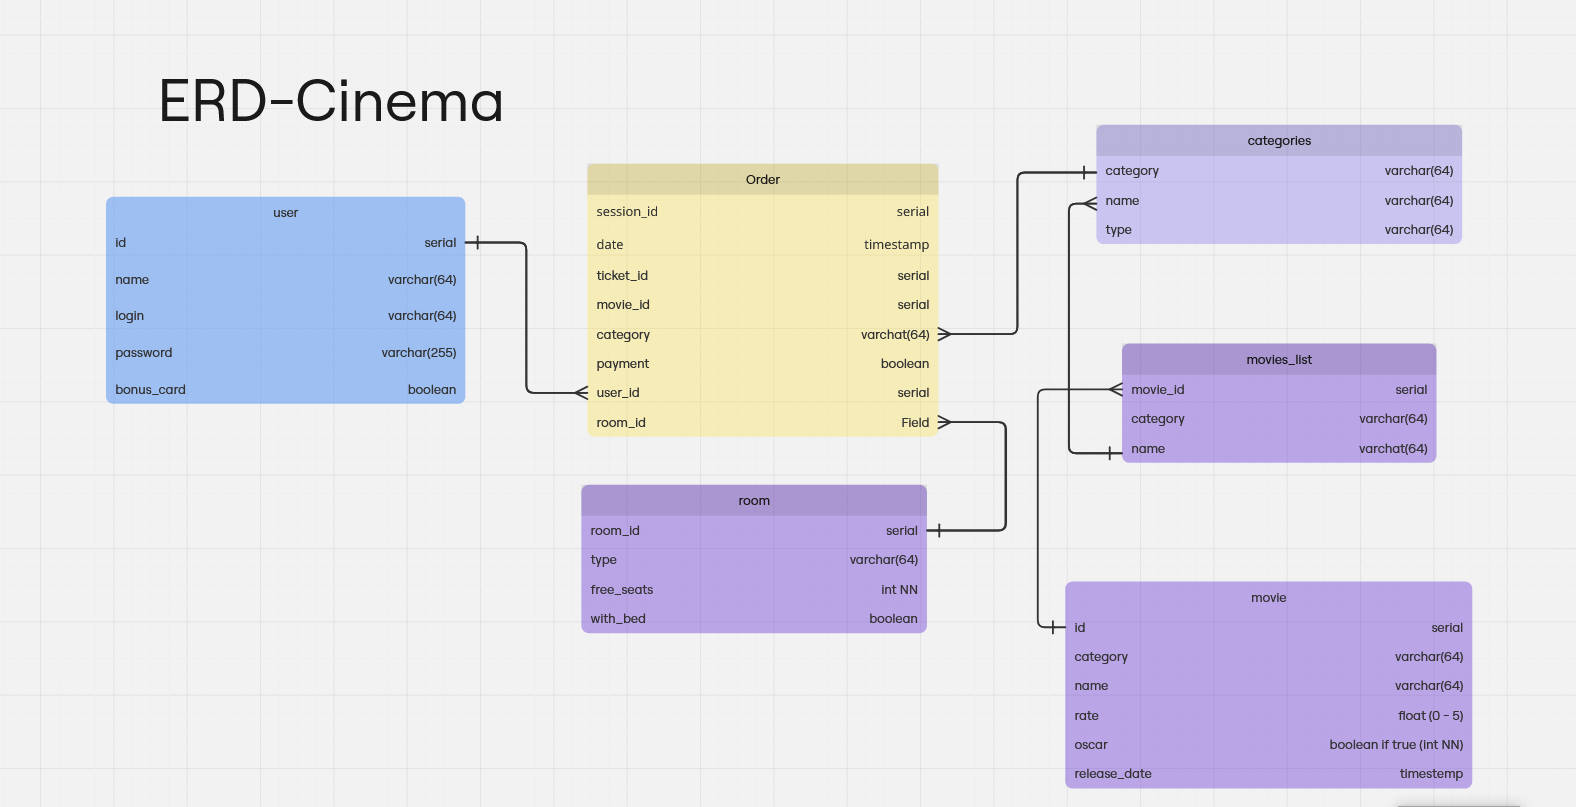 ERD-Cinema
user
id serial
name varchar(64)
login varchar(64)
password varchar(255)
bonus_card boolean
Order
session_id serial
date timestamp
ticket_id serial
movie_id serial
category varchat(64)
payment boolean
user_id serial
room_id Field
room
room_id serial
type varchar(64)
free_seats int NN
with_bed boolean
categories
category varchar(64)
name varchar(64)
type varchar(64)
movies_list
movie_id serial
category varchar(64)
name varchat(64)
movie
id serial
category varchar(64)
name varchar(64)
rate float (0 - 5)
oscar boolean if true (int NN)
release_date timestemp